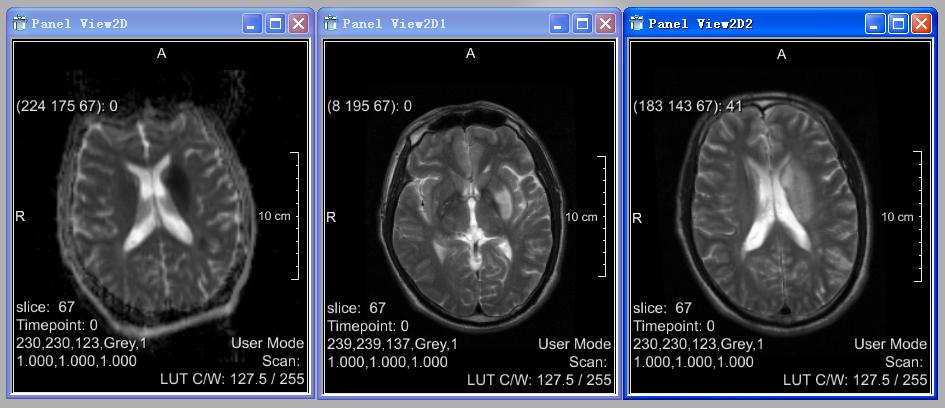 Panel View2D
A
(224 175 67): 0
R
10 cm
slice: 67
Timepoint: 0
230,230,123,Grey,1
User Mode
1.000,1.000,1.000
Scan:
LUT C/W: 127.5 / 255
Panel View2D1
A
(8 195 67): 0
R
10 cm
slice: 67
Timepoint: 0
239,239,137,Grey,1
User Mode
1.000,1.000,1.000
Scan:
LUT C/W: 127.5 / 255
Panel View2D2
A
(183 143 67): 41
R
10 cm
slice: 67
Timepoint: 0
230,230,123,Grey,1
User Mode
1.000,1.000,1.000
Scan:
LUT C/W: 127.5 / 255